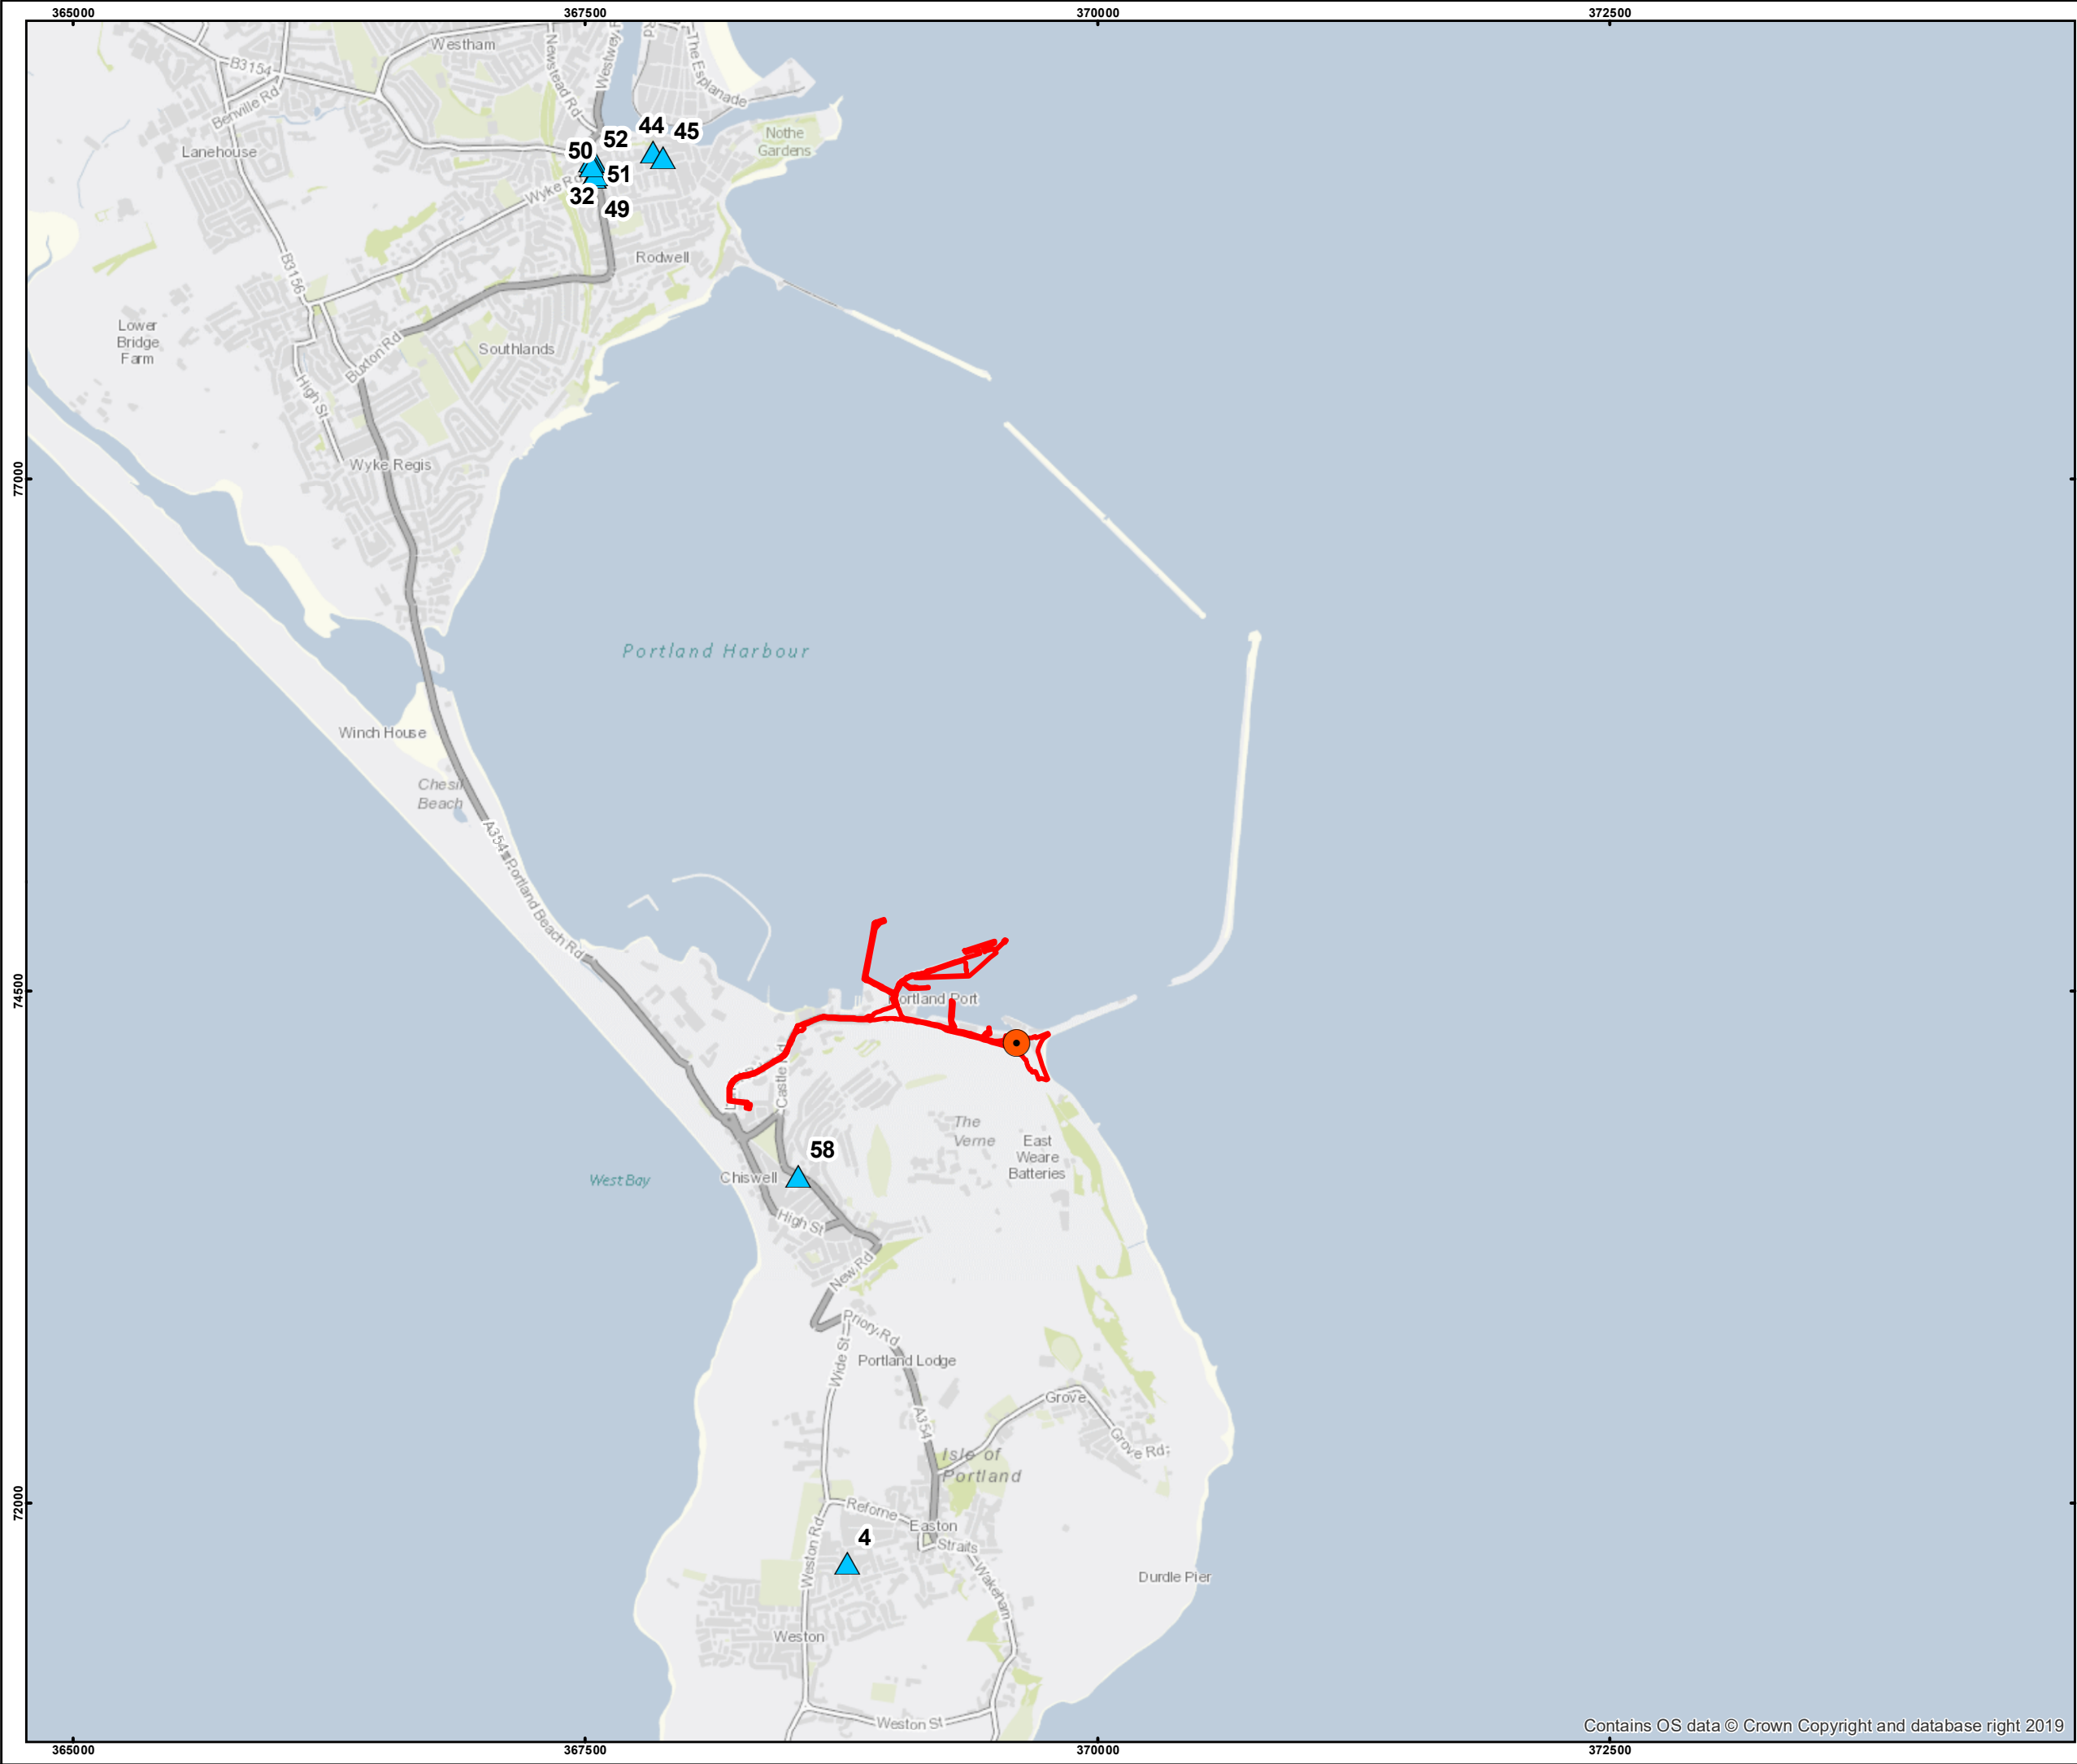 365000
367500
370000
372500
Westham
B3154
Newstead Rd
Westwey
Rd
The Esplanade
Benville Rd
Lanehouse
44
45
52
50
51
32
49
Nothe
Gardens
Wyke Rd
Rodwell
B3156
Lower
Bridge
Farm
Buxton Rd
Southlands
High St
Wyke Regis
77000
Portland Harbour
Winch House
Chesil
Beach
A354
Portland Beach Rd
74500
Portland Port
Castle Rd
The
Verne
East
Weare
Batteries
58
Chiswell
West Bay
High St
New Rd
Priory Rd
Wide St
Portland Lodge
A354
Grove
Grove Rd
Isle of
Portland
72000
Reforne
Easton
Straits
4
Weston Rd
Wakeham
Durdle Pier
Weston
Weston St
Contains OS data © Crown Copyright and database right 2019
365000
367500
370000
372500